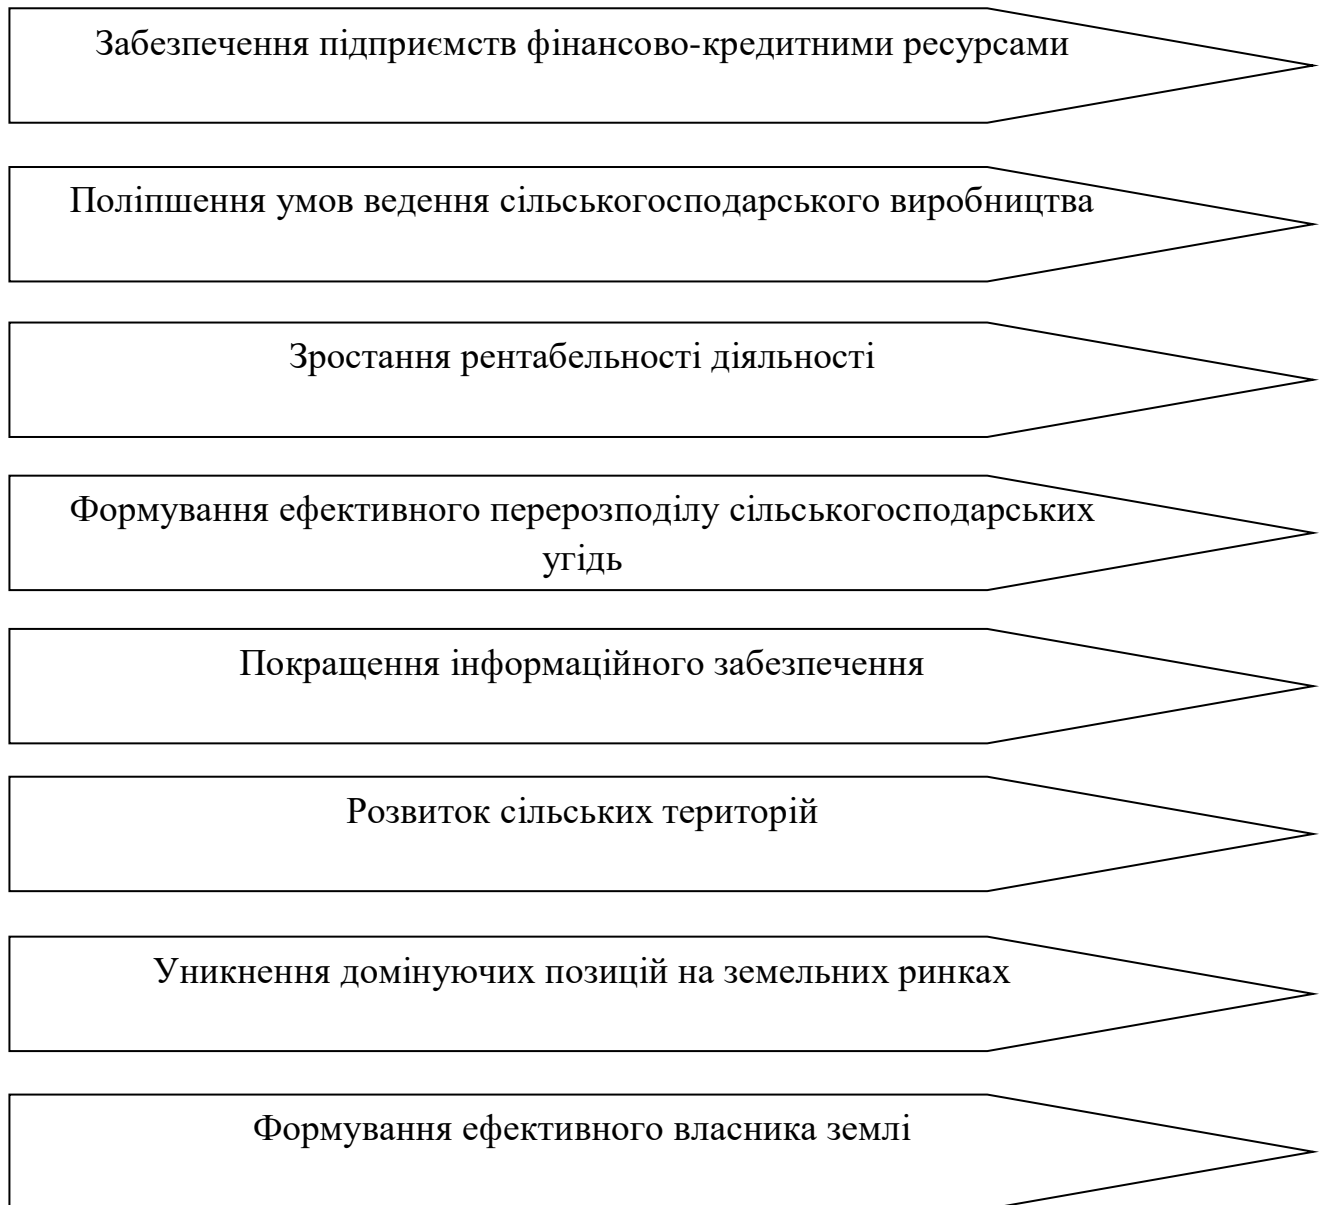 Забезпечення підприємств фінансово-кредитними ресурсами
Поліпшення умов ведення сільськогосподарського виробництва
Зростання рентабельності діяльності
Формування ефективного перерозподілу сільськогосподарських
угідь
Покращення інформаційного забезпечення
Розвиток сільських територій
Уникнення домінуючих позицій на земельних ринках
Формування ефективного власника землі